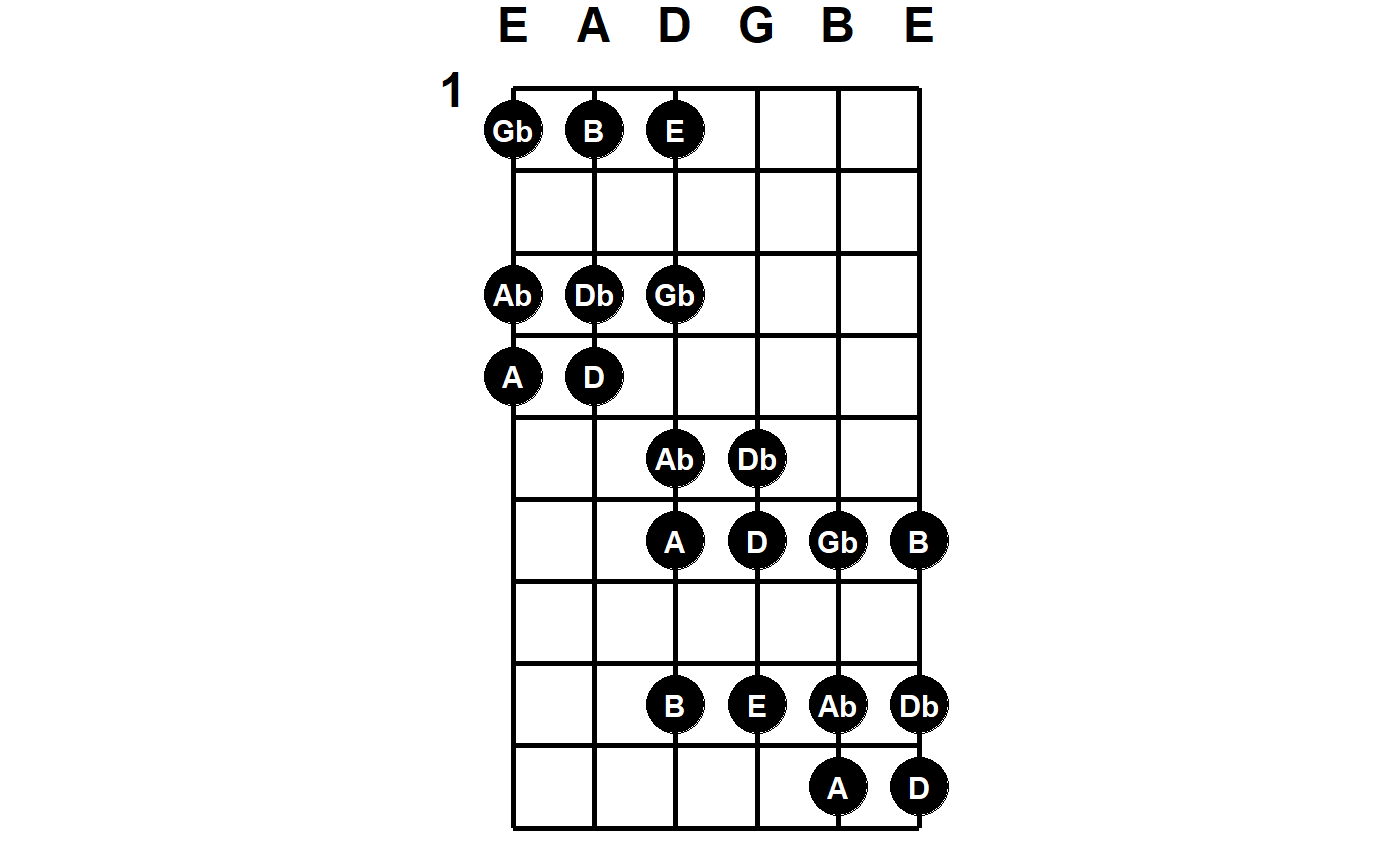 E A D G B E
1
Gb B E
Ab Db Gb
A D
Ab Db
A D Gb B
B E Ab Db
A D